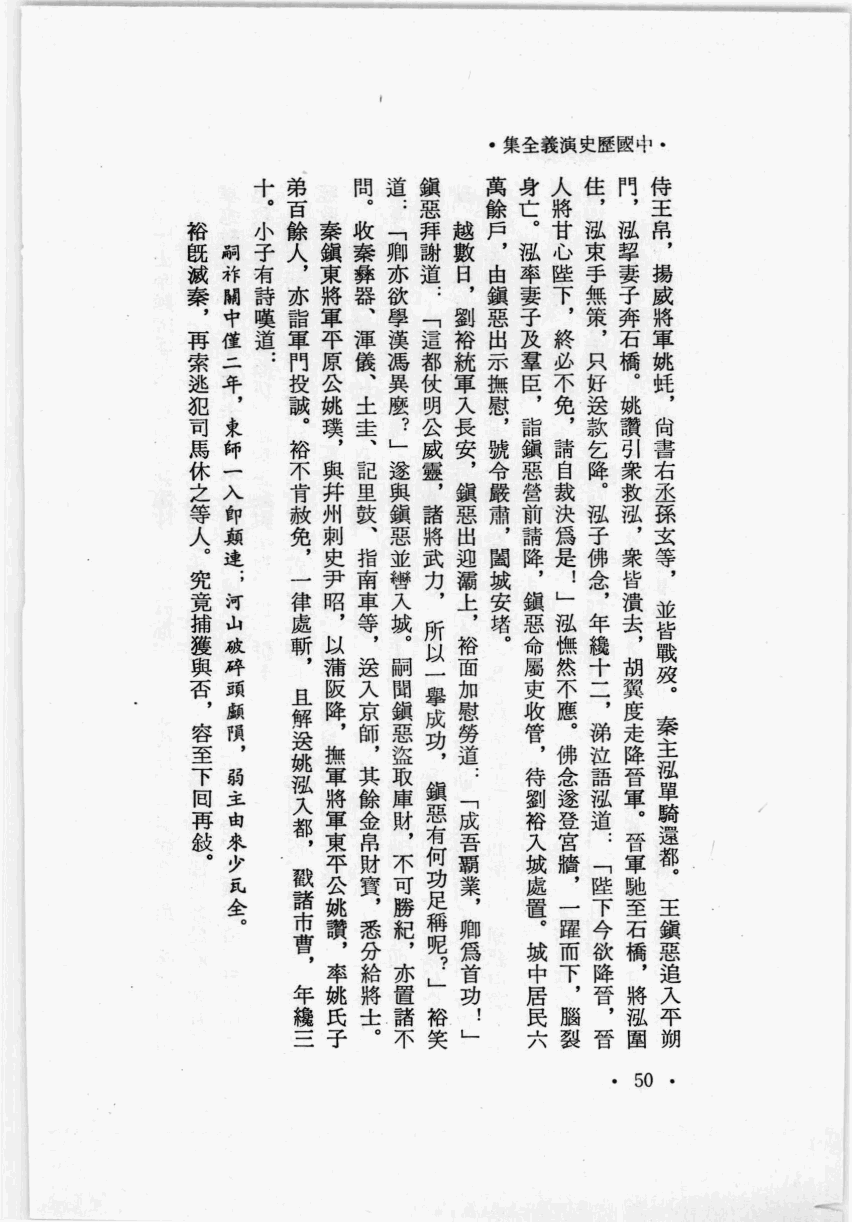 •中國歷史演義全集•
侍王帛，揚威將軍姚蚝，尙書右丞孫玄等，並皆戰歿。秦主泓單騎還都。王鎭惡追入平朔
門，泓挈妻子奔石橋。姚讚引衆救泓，衆皆潰去，胡翼度走降晉軍。晉軍馳至石橋，將泓圍
住，泓束手無策，只好送款乞降。泓子佛念，年纔十二，涕泣語泓道：「陛下今欲降晉，晉
人將甘心陛下，終必不免，請自裁決爲是！」泓憮然不應。佛念遂登宮牆，一躍而下，腦裂
身亡。泓率妻子及羣臣，詣鎭惡營前請降，鎭惡命屬吏收管，待劉裕入城處置。城中居民六
萬餘戶，由鎭惡出示撫慰，號令嚴肅，闔城安堵。
越數日，劉裕統軍入長安，鎭惡出迎灞上，裕面加慰勞道：「成吾霸業，卿爲首功！」
鎭惡拜謝道：「這都仗明公威靈，諸將武力，所以一擧成功，鎭惡有何功足稱呢？」裕笑
道：「卿亦欲學漢馮異麼？」遂與鎭惡並轡入城。嗣聞鎭惡盜取庫財，不可勝紀，亦置諸不
問。收秦彝器、渾儀、土圭、記里鼓、指南車等，送入京師，其餘金帛財寶，悉分給將士。
秦鎭東將軍平原公姚璞，與幷州刺史尹昭，以蒲阪降，撫軍將軍東平公姚讚，率姚氏子
弟百餘人，亦詣軍門投誠。裕不肯赦免，一律處斬，且解送姚泓入都，戮諸市曹，年纔三
十。小子有詩嘆道：
嗣祚關中僅二年，東師一入卽顛連；河山破碎頭顱隕，弱主由來少瓦全。
裕旣滅秦，再索逃犯司馬休之等人。究竟捕獲與否，容至下囘再敍。
• 50 •